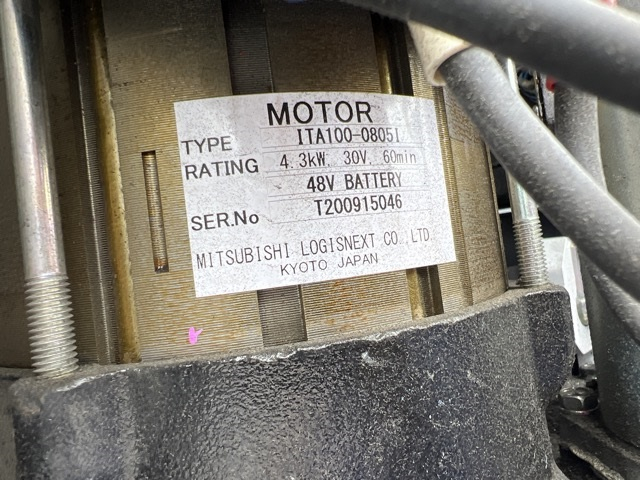 MOTOR
TYPE ITA100-0805I
RATING 4.3kW, 30V, 60min
48V BATTERY
SER.No T200915046
MITSUBISHI LOGISNEXT CO.,LTD.
KYOTO JAPAN